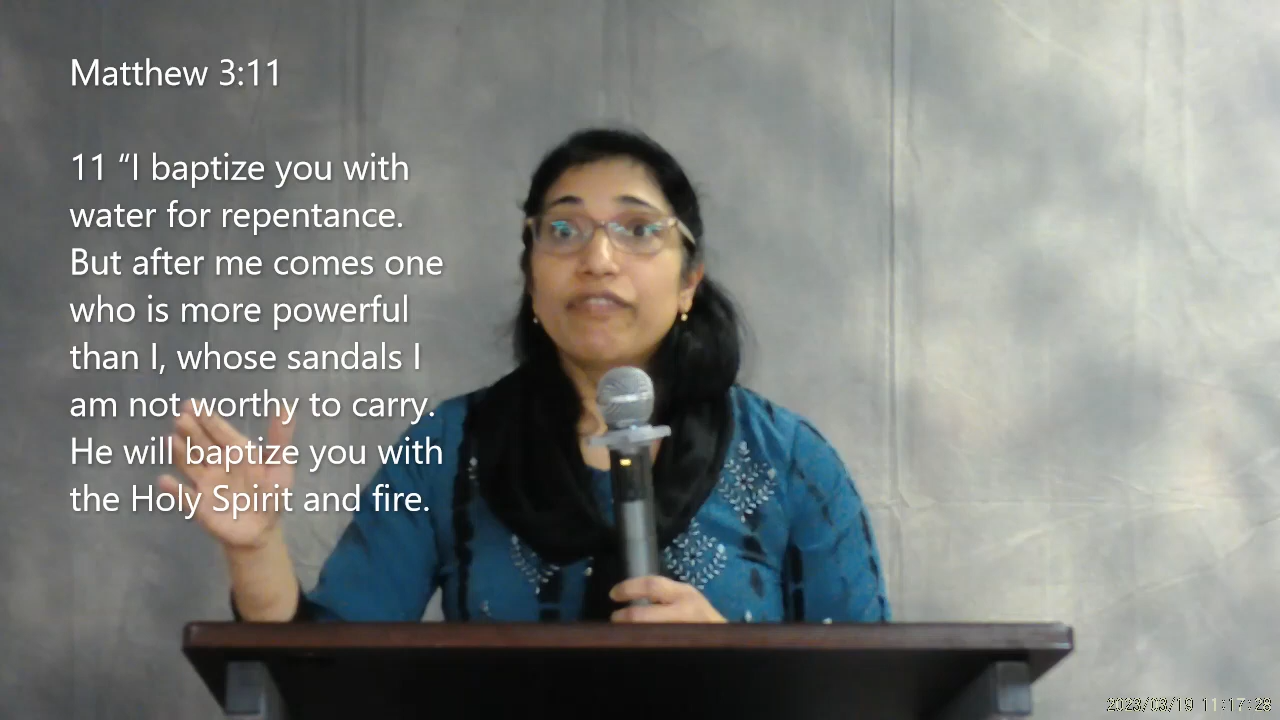 Matthew 3:11
11 “I baptize you with
water for repentance.
But after me comes one
who is more powerful
than I, whose sandals I
am not worthy to carry.
He will baptize you with
the Holy Spirit and fire.
2023/03/19 11:17:28